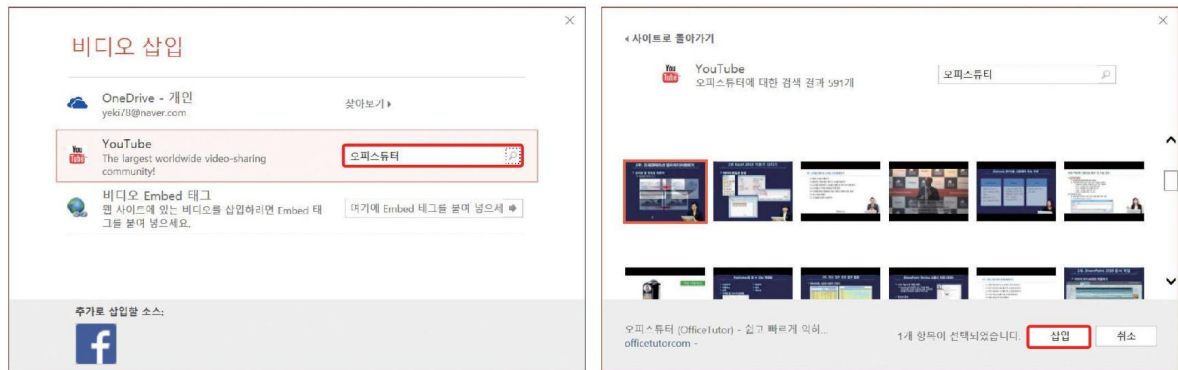 비디오 삽입
OneDrive - 개인
yeki78@naver.com
찾아보기
You Tube
YouTube
The largest worldwide video-sharing
community!
오피스튜터
비디오 Embed 태그
웹 사이트에 있는 비디오를 삽입하려면 Embed 태
그를 붙여 넣으세요.
여기에 Embed 태그를 붙여 넣으세
추가로 삽입할 소스:
사이트로 돌아가기
You Tube
YouTube
오피스튜터에 대한 검색 결과 591개
오피스튜터
오피스튜터 (OfficeTutor) - 쉽고 빠르게 익히...
officetutorcom -
1개 항목이 선택되었습니다.
삽입
취소